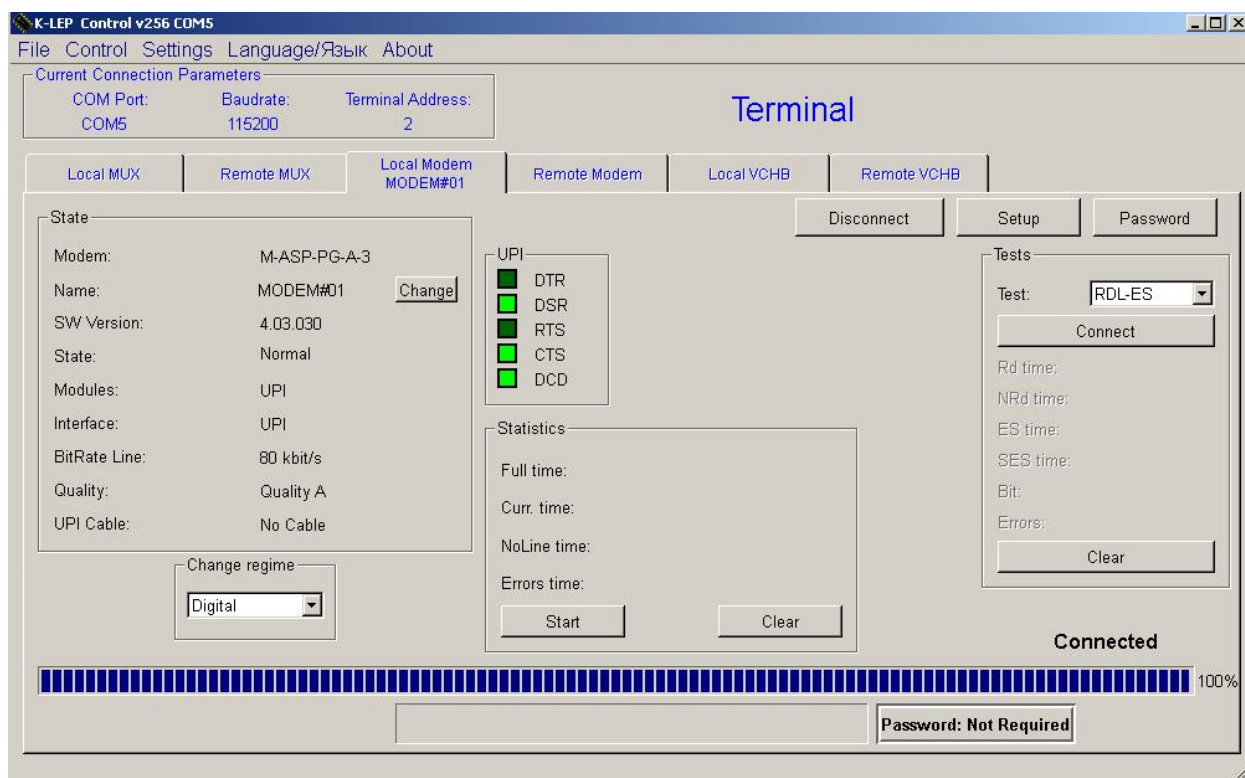 K-LEP Control v256 COM5
File Control Settings Language/Язык About
Current Connection Parameters
COM Port: Baudrate: Terminal Address:
COM5 115200 2
Terminal
Local MUX Remote MUX Local Modem MODEM#01 Remote Modem Local VCHB Remote VCHB
Disconnect Setup Password
State
Modem: M-ASP-PG-A-3
Name: MODEM#01 Change
SW Version: 4.03.030
State: Normal
Modules: UPI
Interface: UPI
BitRate Line: 80 kbit/s
Quality: Quality A
UPI Cable: No Cable
Change regime
Digital
UPI
DTR
DSR
RTS
CTS
DCD
Statistics
Full time:
Curr. time:
NoLine time:
Errors time:
Start Clear
Tests
Test: RDL-ES
Connect
Rd time:
NRd time:
ES time:
SES time:
Bit:
Errors:
Clear
Connected
100%
Password: Not Required